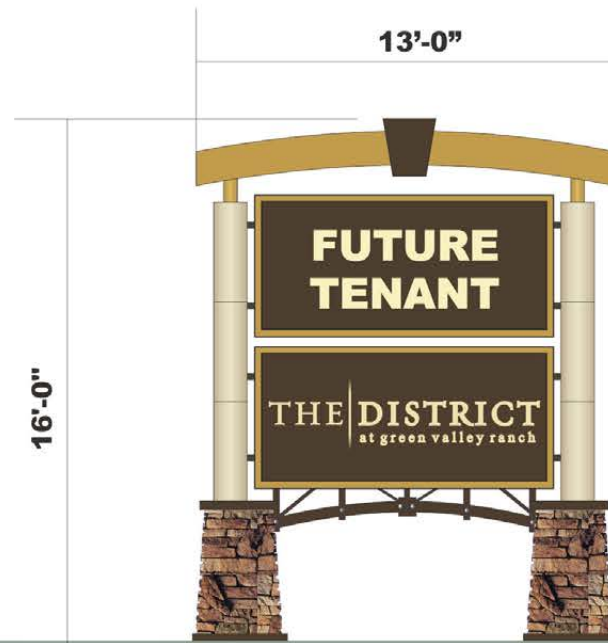 13'-0”
16'-0"
FUTURE
TENANT
THE DISTRICT
at green valley ranch